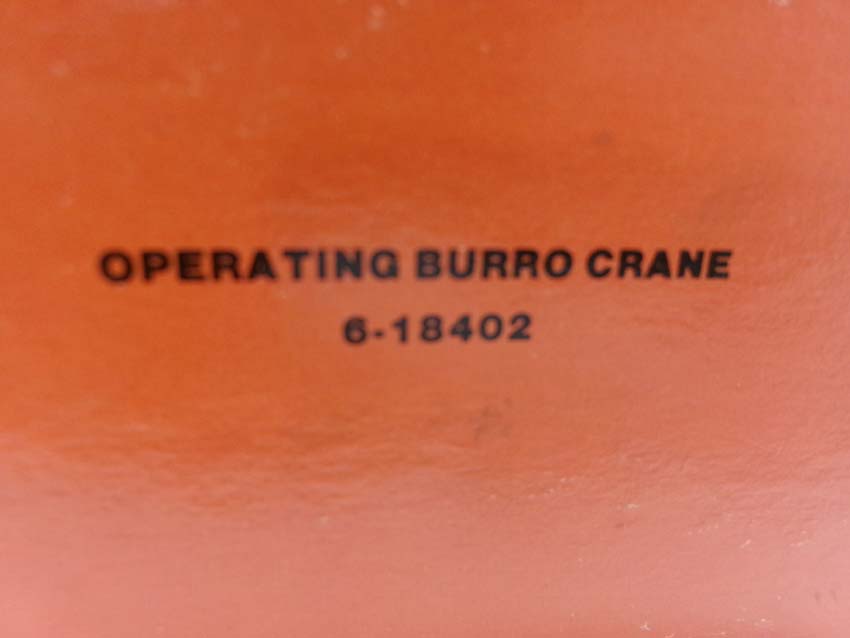 OPERATING BURRO CRANE
6-18402